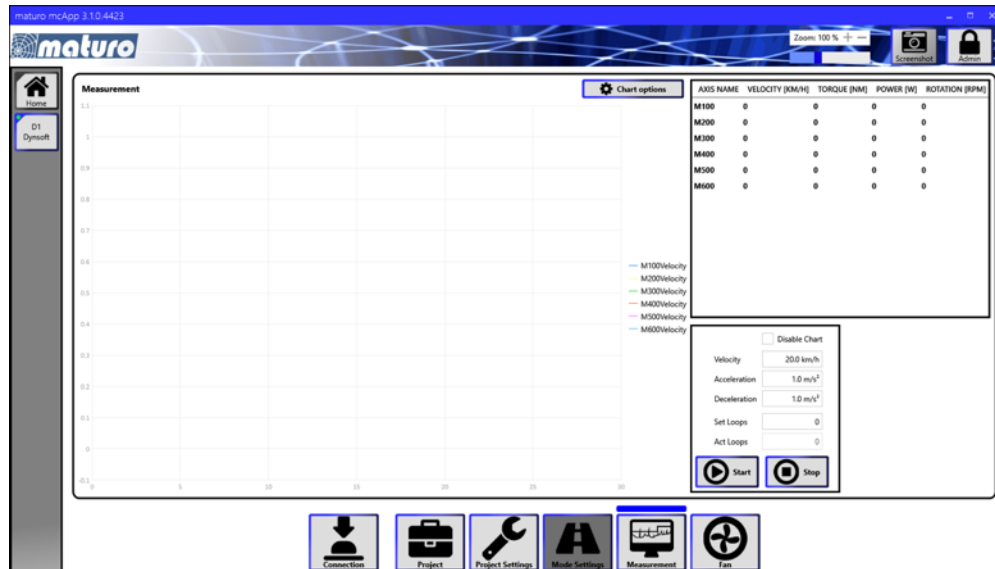 maturo mcApp 3.1.0.4423
maturo
Zoom: 100 %
Screenshot
Admin
Home
D1
Dynsoft
Measurement
Chart options
1.1
1
0.9
0.8
0.7
0.6
0.5
0.4
0.3
0.2
0.1
0
-0.1
0 5 10 15 20 25 30
M100Velocity
M200Velocity
M300Velocity
M400Velocity
M500Velocity
M600Velocity
AXIS NAME VELOCITY [KM/H] TORQUE [NM] POWER [W] ROTATION [RPM]
M100 0 0 0 0
M200 0 0 0 0
M300 0 0 0 0
M400 0 0 0 0
M500 0 0 0 0
M600 0 0 0 0
Disable Chart
Velocity 20.0 km/h
Acceleration 1.0 m/s²
Deceleration 1.0 m/s²
Set Loops 0
Act Loops 0
Start Stop
Connection Project Project Settings Mode Settings Measurement Fan